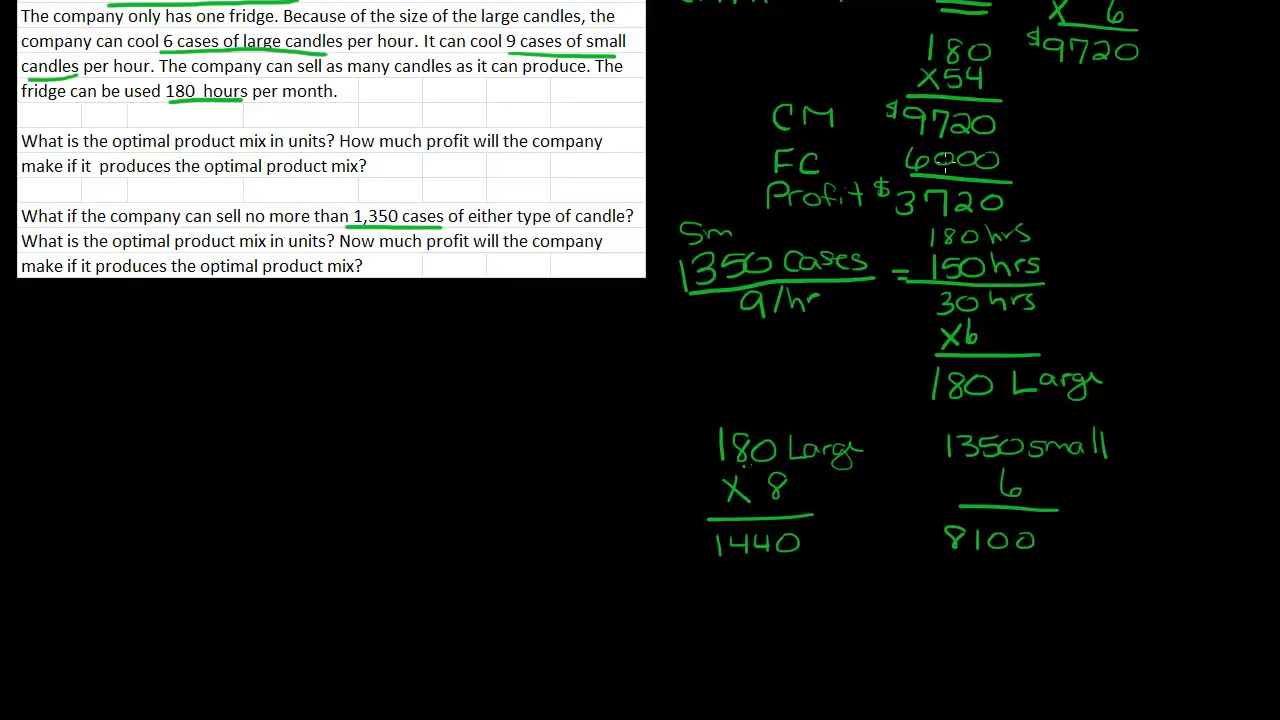 The company only has one fridge. Because of the size of the large candles, the
company can cool 6 cases of large candles per hour. It can cool 9 cases of small
candles per hour. The company can sell as many candles as it can produce. The
fridge can be used 180 hours per month.
What is the optimal product mix in units? How much profit will the company
make if it produces the optimal product mix?
What if the company can sell no more than 1,350 cases of either type of candle?
What is the optimal product mix in units? Now much profit will the company
make if it produces the optimal product mix?
X 6
$9720
180
X54
CM $9720
FC 6000
Profit $3720
Sm
1350 cases
9/hr
180 hrs
= 150 hrs
30 hrs
X6
180 Large
180 Large
X 8
1440
1350 small
6
8100